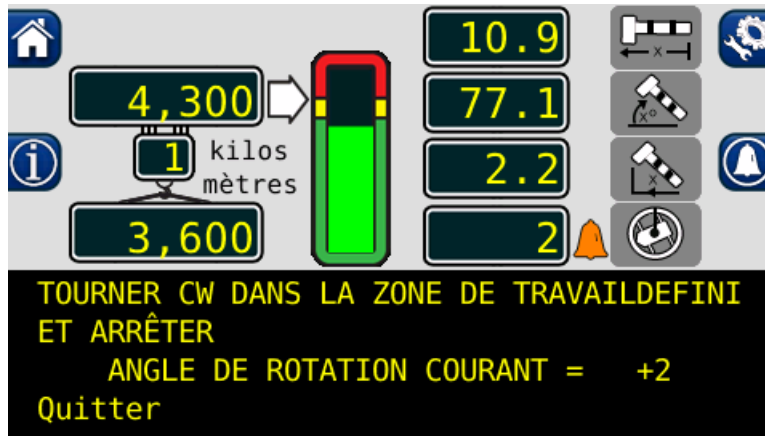 10.9
4,300
77.1
1
kilos
mètres
2.2
3,600
2
TOURNER CW DANS LA ZONE DE TRAVAILDEFINI
ET ARRÊTER
ANGLE DE ROTATION COURANT = +2
Quitter